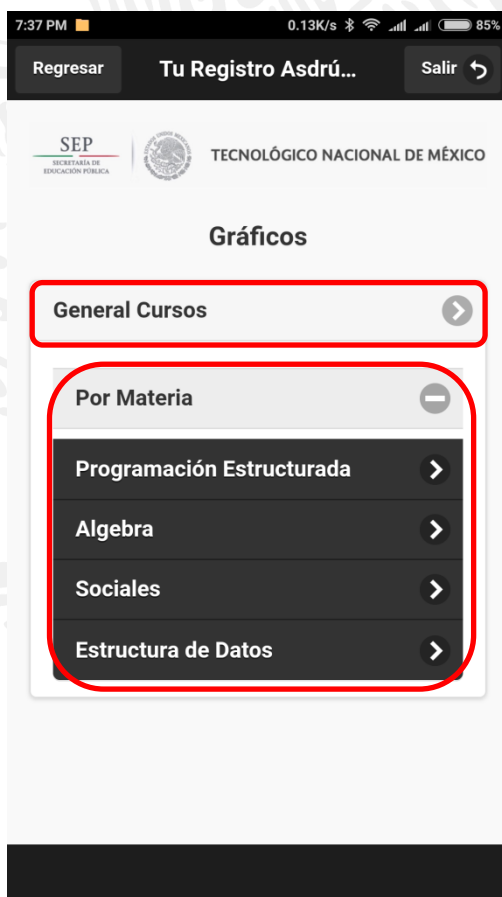 7:37 PM 0.13K/s 85%
Regresar Tu Registro Asdrú... Salir
SEP
SECRETARÍA DE
EDUCACIÓN PÚBLICA
TECNOLÓGICO NACIONAL DE MÉXICO
Gráficos
General Cursos
Por Materia
Programación Estructurada
Algebra
Sociales
Estructura de Datos